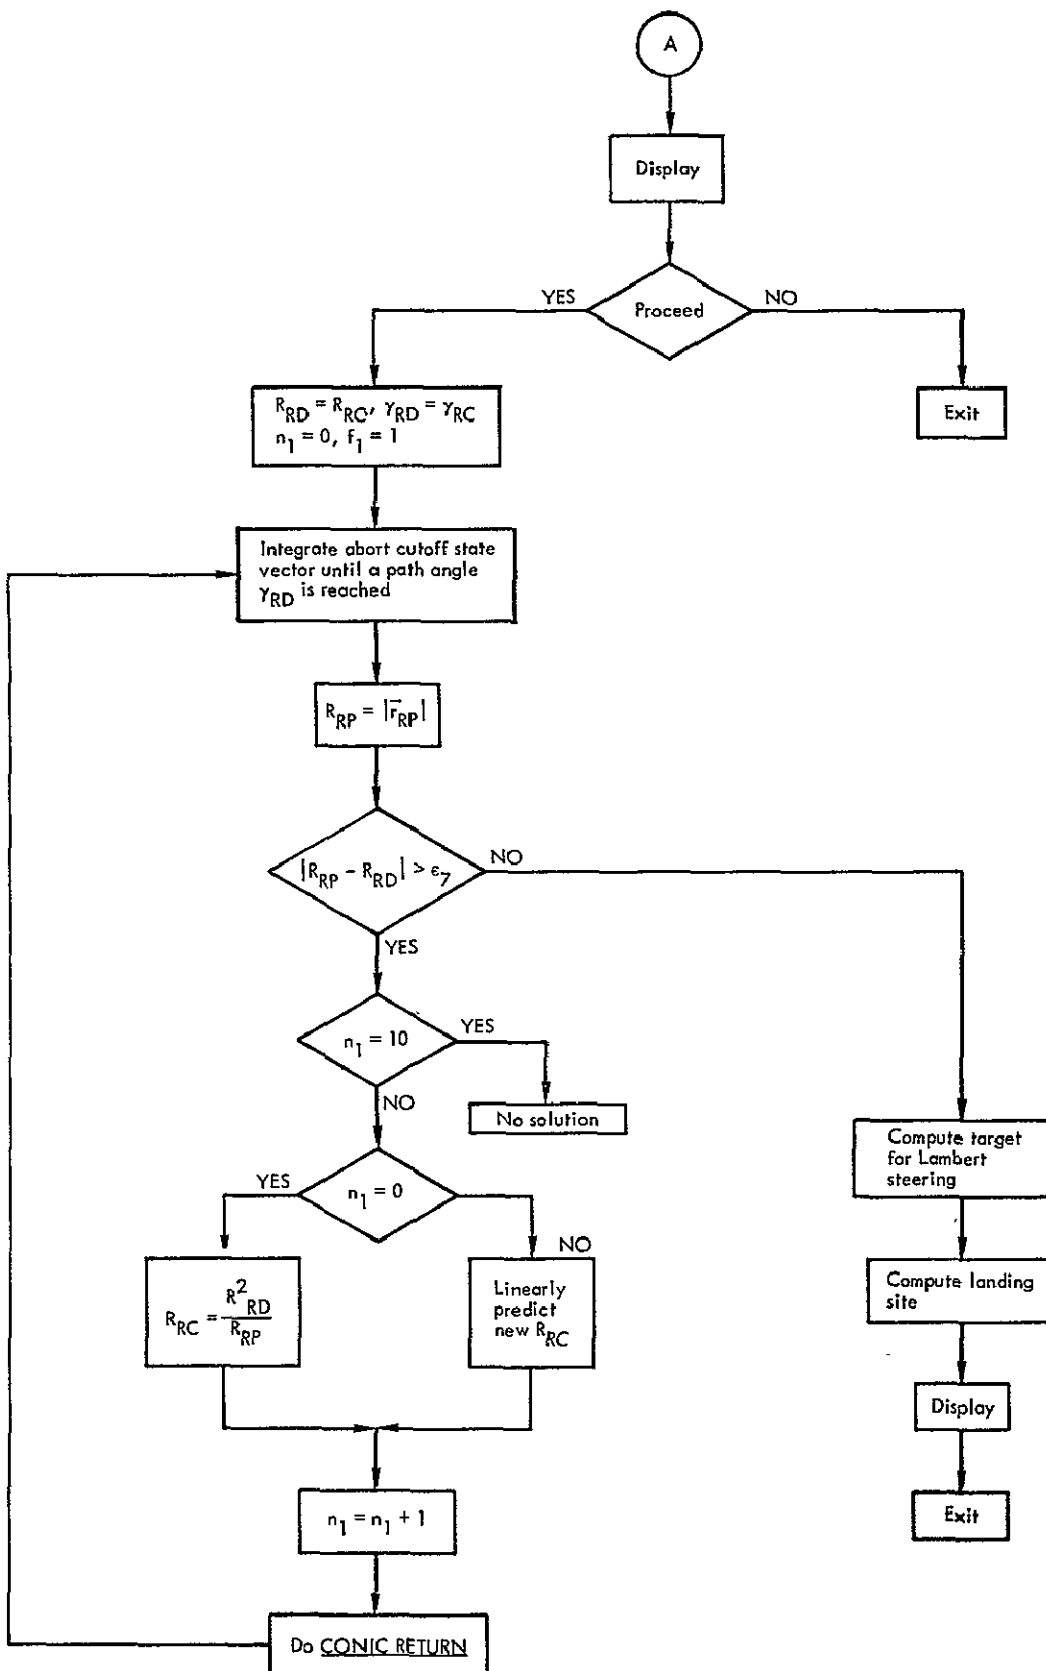 A
Display
Proceed
YES
NO
R_RD = R_RC, γ_RD = γ_RC
n_1 = 0, f_1 = 1
Exit
Integrate abort cutoff state
vector until a path angle
γ_RD is reached
R_RP = |r⃗_RP|
|R_RP − R_RD| > ε_7
NO
YES
n_1 = 10
YES
No solution
NO
n_1 = 0
YES
NO
R_RC = R²_RD / R_RP
Linearly
predict
new R_RC
n_1 = n_1 + 1
Do CONIC RETURN
Compute target
for Lambert
steering
Compute landing
site
Display
Exit